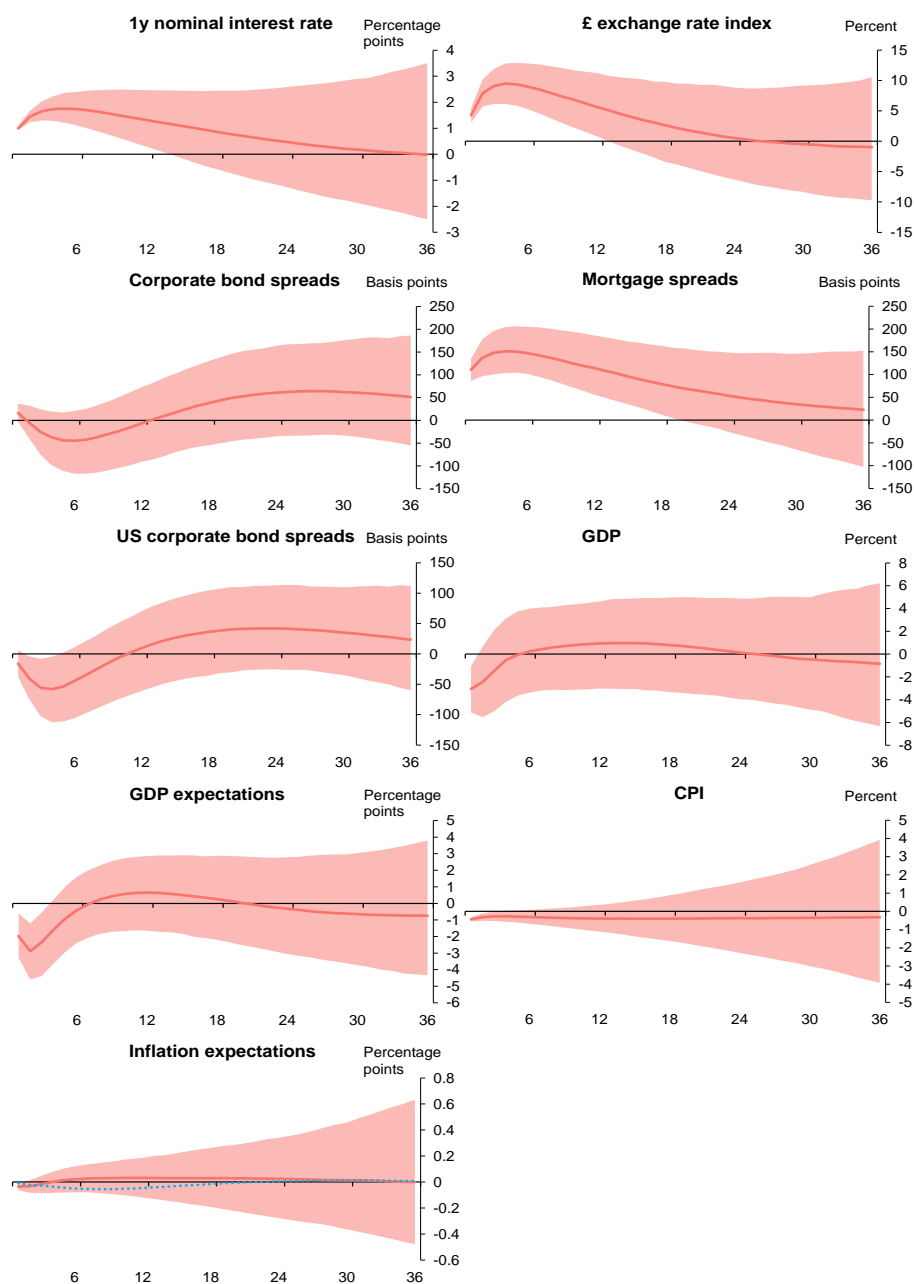 1y nominal interest rate
Percentage
points
4
3
2
1
0
-1
-2
-3
6 12 18 24 30 36
£ exchange rate index
Percent
15
10
5
0
-5
-10
-15
6 12 18 24 30 36
Corporate bond spreads
Basis points
250
200
150
100
50
0
-50
-100
-150
6 12 18 24 30 36
Mortgage spreads
Basis points
250
200
150
100
50
0
-50
-100
-150
6 12 18 24 30 36
US corporate bond spreads
Basis points
150
100
50
0
-50
-100
-150
6 12 18 24 30 36
GDP
Percent
8
6
4
2
0
-2
-4
-6
-8
6 12 18 24 30 36
GDP expectations
Percentage
points
5
4
3
2
1
0
-1
-2
-3
-4
-5
-6
6 12 18 24 30 36
CPI
Percent
5
4
3
2
1
0
-1
-2
-3
-4
-5
6 12 18 24 30 36
Inflation expectations
Percentage
points
0.8
0.6
0.4
0.2
0
-0.2
-0.4
-0.6
6 12 18 24 30 36